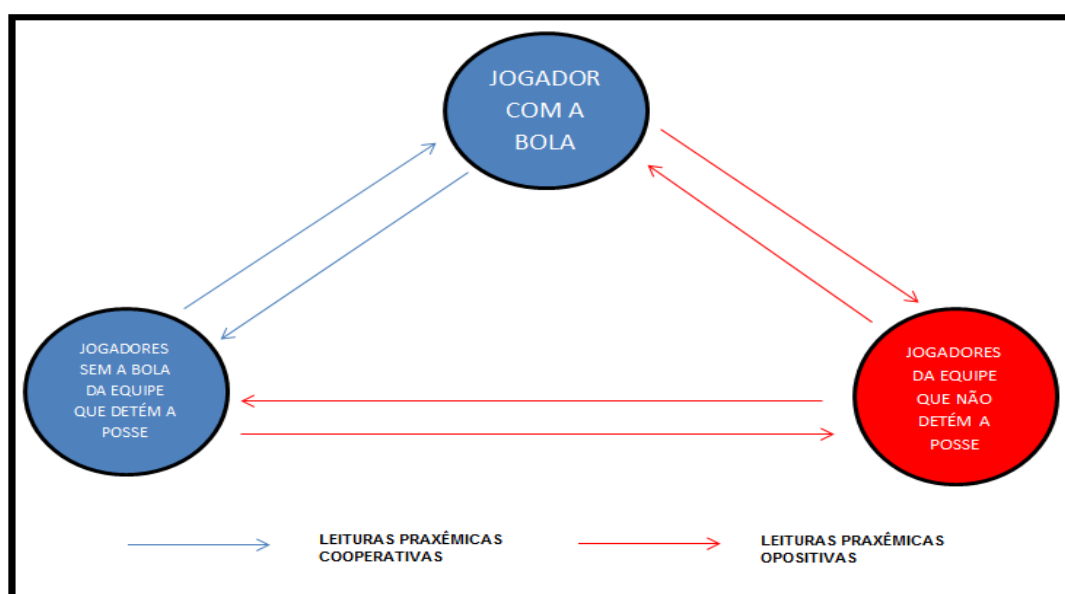 JOGADOR
COM A
BOLA
JOGADORES
SEM A BOLA
DA EQUIPE
QUE DETÉM A
POSSE
JOGADORES
DA EQUIPE
QUE NÃO
DETÉM A
POSSE
LEITURAS PRAXÊMICAS
COOPERATIVAS
LEITURAS PRAXÊMICAS
OPOSITIVAS